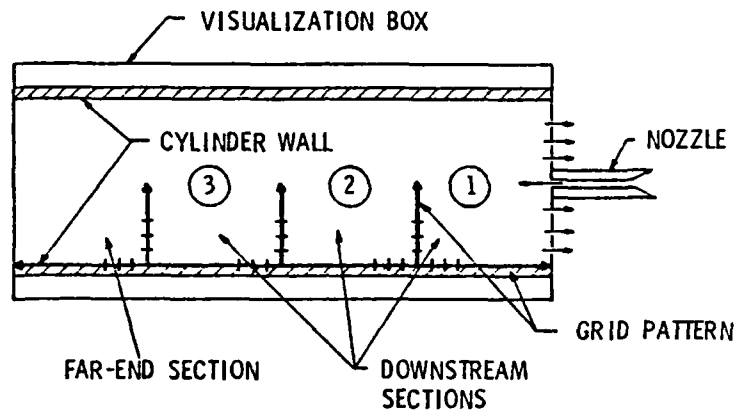 VISUALIZATION BOX
CYLINDER WALL
NOZZLE
3
2
1
GRID PATTERN
FAR-END SECTION
DOWNSTREAM
SECTIONS